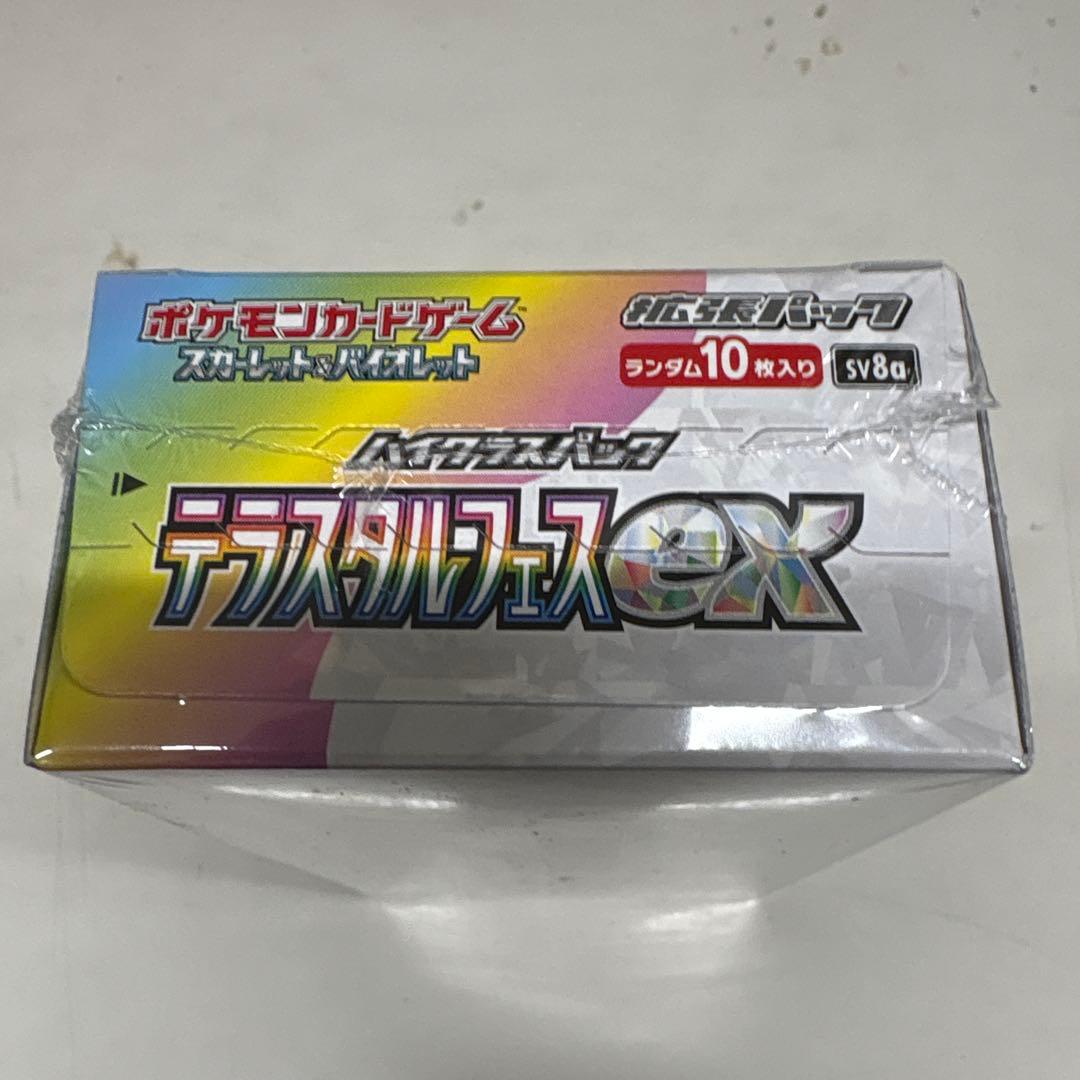 ポケモンカードゲーム™
スカーレット&バイオレット
拡張パック
ランダム10枚入り
SV8a
ハイクラスパック
テラスタルフェスex